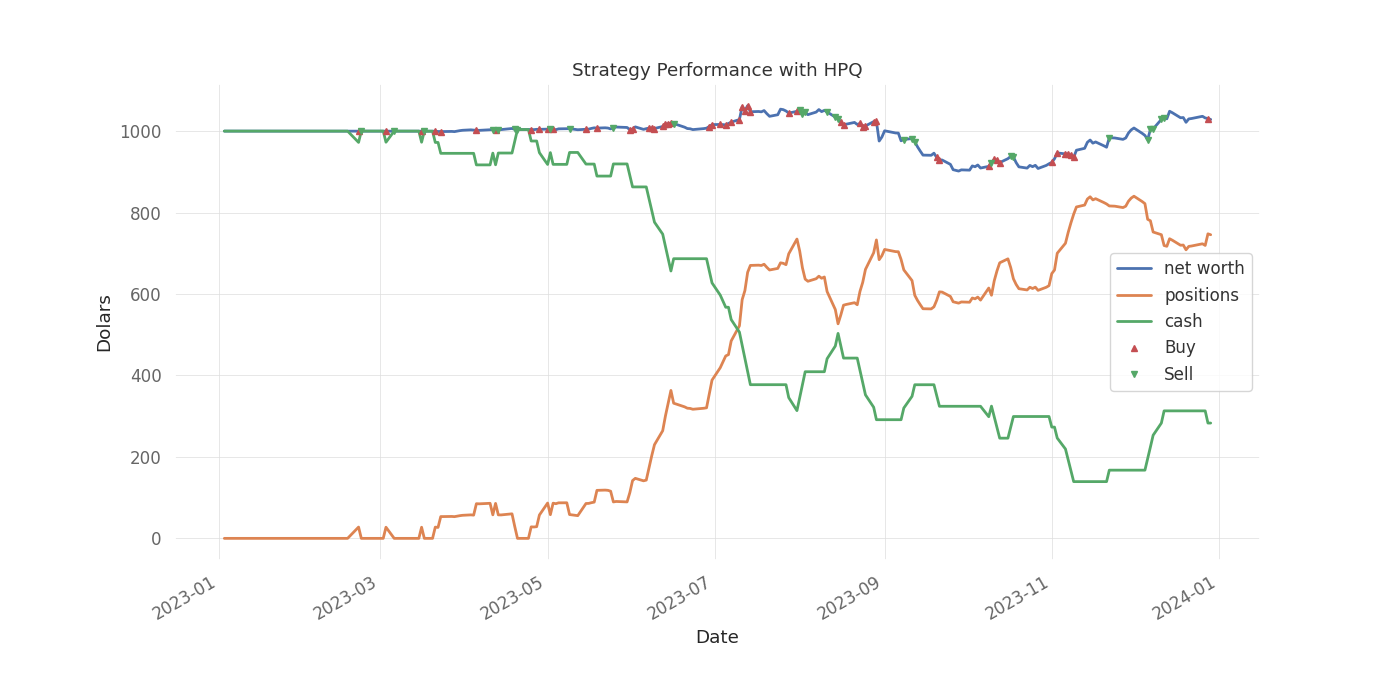 Strategy Performance with HPQ
Dolars
1000
800
600
400
200
0
net worth
positions
cash
Buy
Sell
2023-01
2023-03
2023-05
2023-07
2023-09
2023-11
2024-01
Date